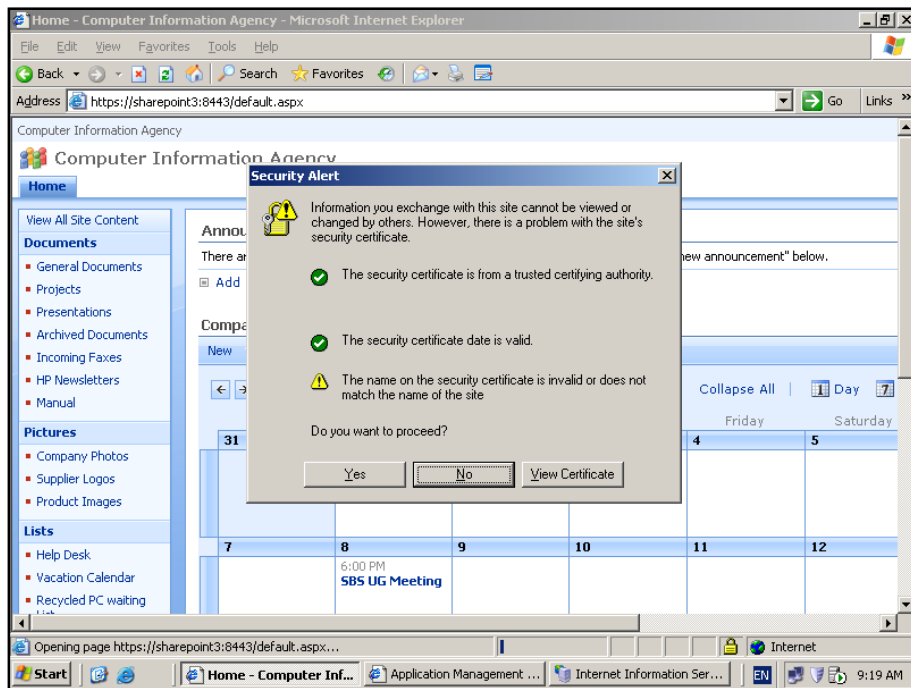 Home - Computer Information Agency - Microsoft Internet Explorer
File Edit View Favorites Tools Help
Back Search Favorites
Address https://sharepoint3:8443/default.aspx Go Links »
Computer Information Agency
Computer Information Agency
Home
Security Alert
Information you exchange with this site cannot be viewed or
changed by others. However, there is a problem with the site's
security certificate.
The security certificate is from a trusted certifying authority.
The security certificate date is valid.
The name on the security certificate is invalid or does not
match the name of the site
Do you want to proceed?
Yes No View Certificate
View All Site Content
Documents
General Documents
Projects
Presentations
Archived Documents
Incoming Faxes
HP Newsletters
Manual
Pictures
Company Photos
Supplier Logos
Product Images
Lists
Help Desk
Vacation Calendar
Recycled PC waiting
There
new announcement" below.
Add
New
Collapse All | 1 Day 7
Friday Saturday
31 4 5
7 8 9 10 11 12
6:00 PM
SBS UG Meeting
Opening page https://sharepoint3:8443/default.aspx... Internet
Start Home - Computer Inf... Application Management ... Internet Information Ser... EN 9:19 AM